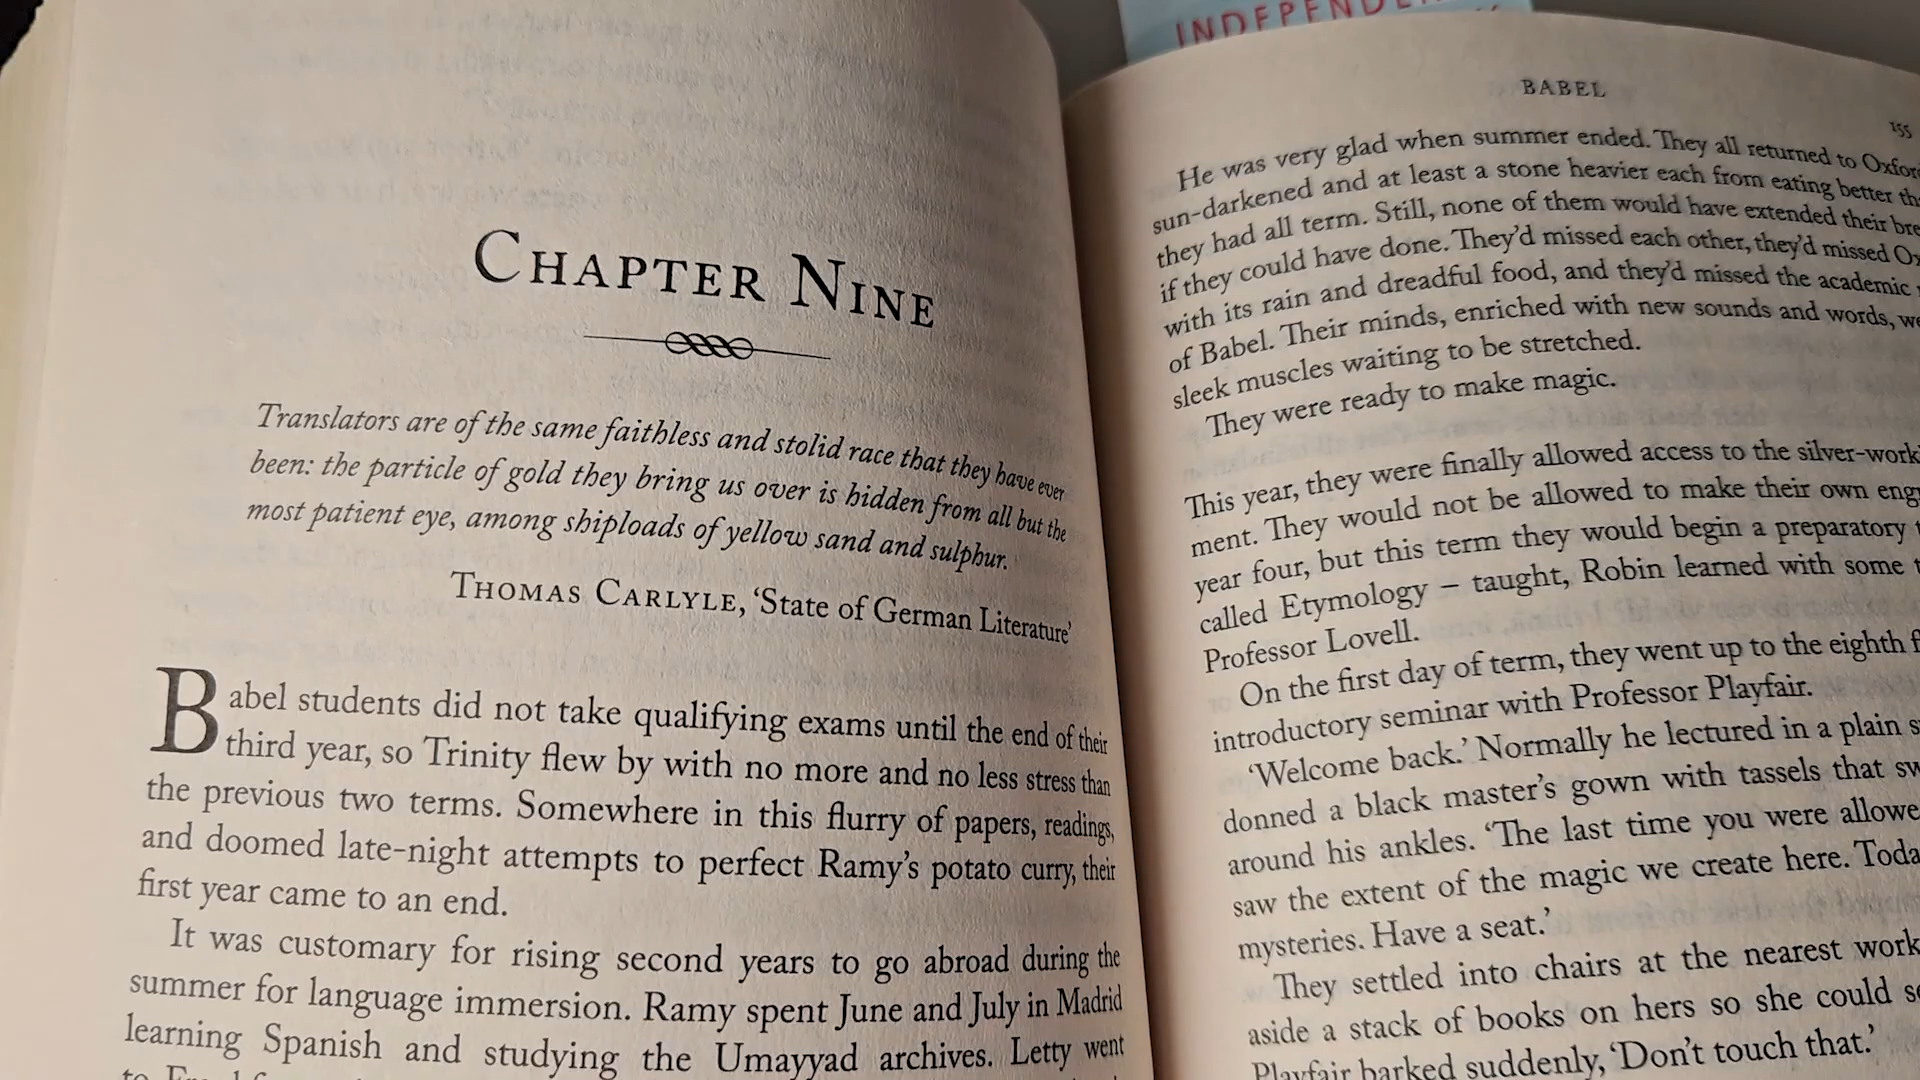 CHAPTER NINE
Translators are of the same faithless and stolid race that they have ever
been: the particle of gold they bring us over is hidden from all but the
most patient eye, among shiploads of yellow sand and sulphur.
THOMAS CARLYLE, ‘State of German Literature’
Babel students did not take qualifying exams until the end of their
third year, so Trinity flew by with no more and no less stress than
the previous two terms. Somewhere in this flurry of papers, readings,
and doomed late-night attempts to perfect Ramy’s potato curry, their
first year came to an end.
It was customary for rising second years to go abroad during the
summer for language immersion. Ramy spent June and July in Madrid
learning Spanish and studying the Umayyad archives. Letty went
to
BABEL
155
He was very glad when summer ended. They all returned to Oxfor
sun-darkened and at least a stone heavier each from eating better th
they had all term. Still, none of them would have extended their bre
if they could have done. They’d missed each other, they’d missed Ox
with its rain and dreadful food, and they’d missed the academic
of Babel. Their minds, enriched with new sounds and words, we
sleek muscles waiting to be stretched.
They were ready to make magic.
This year, they were finally allowed access to the silver-work
ment. They would not be allowed to make their own eng
year four, but this term they would begin a preparatory
called Etymology – taught, Robin learned with some
Professor Lovell.
On the first day of term, they went up to the eighth f
introductory seminar with Professor Playfair.
‘Welcome back.’ Normally he lectured in a plain s
donned a black master’s gown with tassels that sw
around his ankles. ‘The last time you were allowe
saw the extent of the magic we create here. Toda
mysteries. Have a seat.’
They settled into chairs at the nearest work
aside a stack of books on hers so she could se
Playfair barked suddenly, ‘Don’t touch that.’